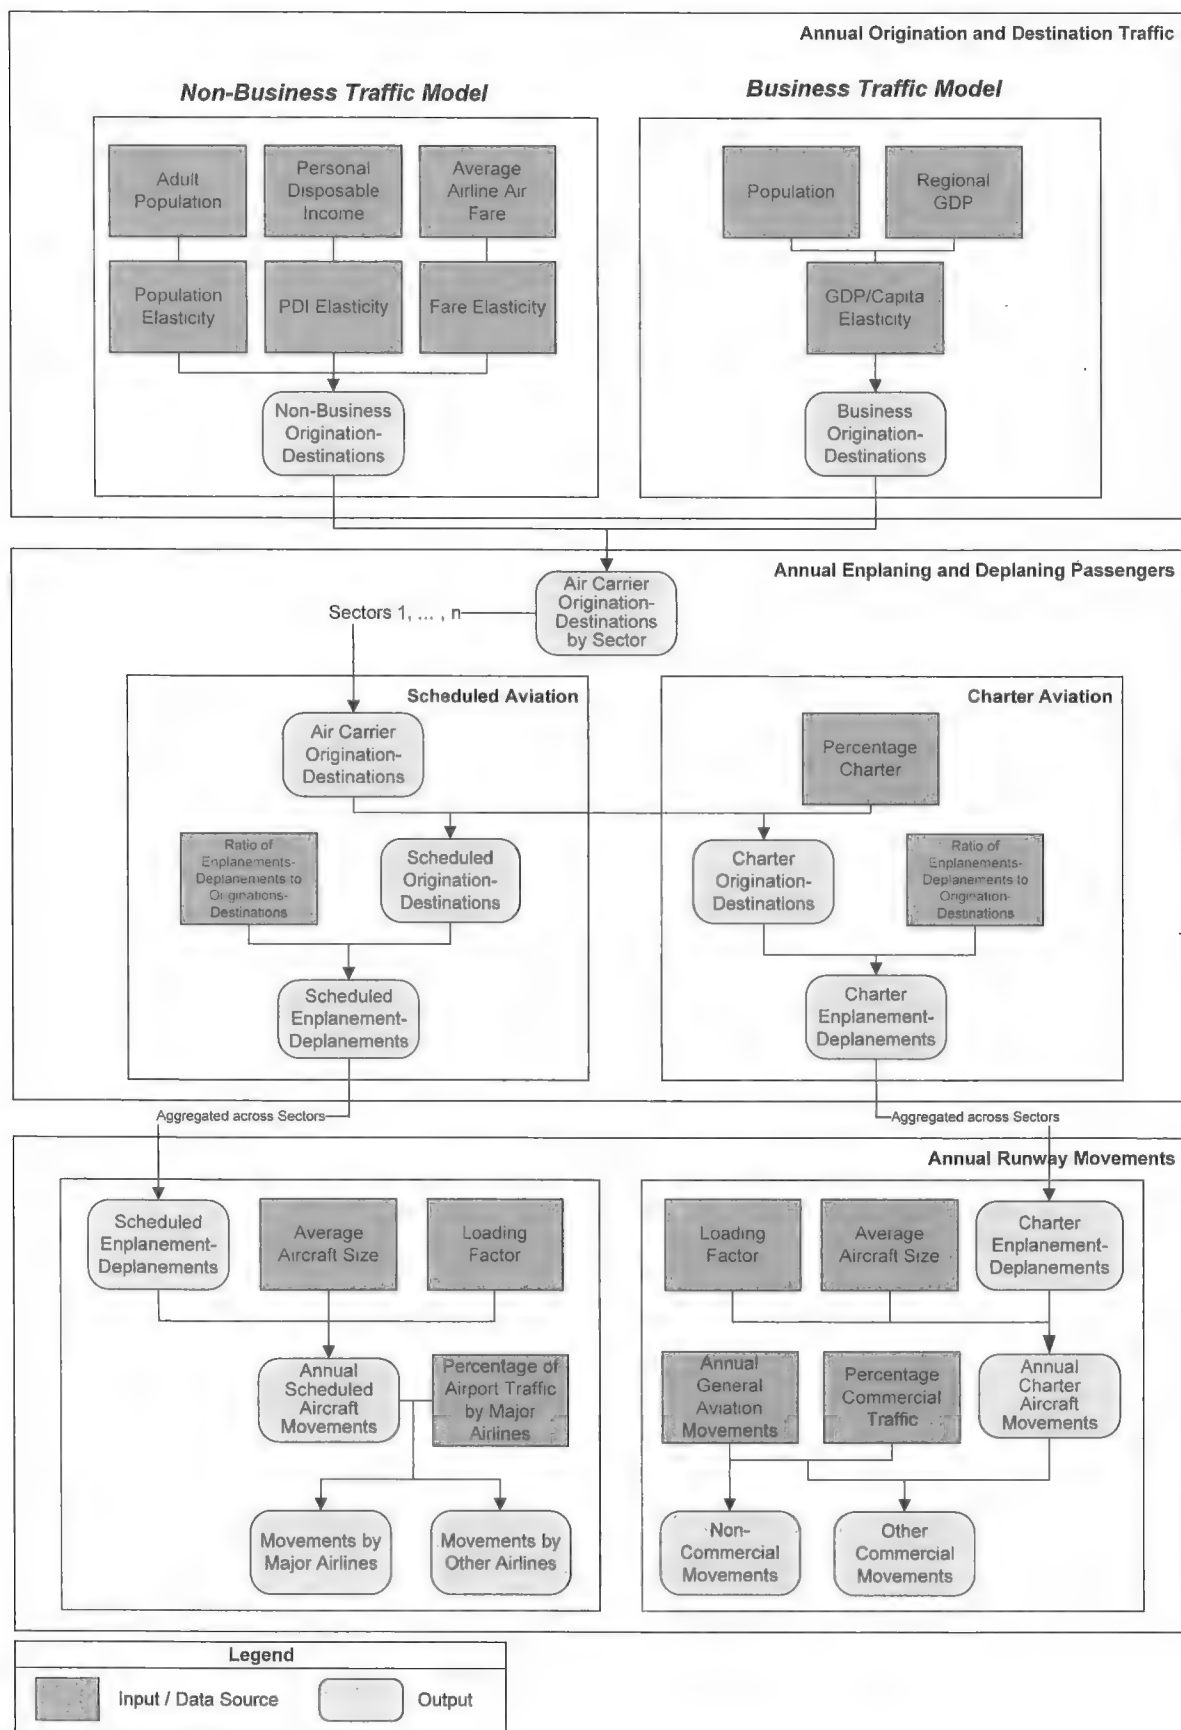 Annual Origination and Destination Traffic
Non-Business Traffic Model
Business Traffic Model
Adult
Population
Personal
Disposable
Income
Average
Airline Air
Fare
Population
Regional
GDP
Population
Elasticity
PDI Elasticity
Fare Elasticity
GDP/Capita
Elasticity
Non-Business
Origination-
Destinations
Business
Origination-
Destinations
Annual Enplaning and Deplaning Passengers
Air Carrier
Origination-
Destinations
by Sector
Sectors 1, ... , n
Scheduled Aviation
Charter Aviation
Air Carrier
Origination-
Destinations
Percentage
Charter
Ratio of
Enplanements-
Deplanements to
Originations-
Destinations
Scheduled
Origination-
Destinations
Charter
Origination-
Destinations
Ratio of
Enplanements-
Deplanements to
Origination-
Destinations
Scheduled
Enplanement-
Deplanements
Charter
Enplanement-
Deplanements
Aggregated across Sectors
Aggregated across Sectors
Annual Runway Movements
Scheduled
Enplanement-
Deplanements
Average
Aircraft Size
Loading
Factor
Loading
Factor
Average
Aircraft Size
Charter
Enplanement-
Deplanements
Annual
Scheduled
Aircraft
Movements
Percentage of
Airport Traffic
by Major
Airlines
Annual
General
Aviation
Movements
Percentage
Commercial
Traffic
Annual
Charter
Aircraft
Movements
Movements by
Major Airlines
Movements by
Other Airlines
Non-
Commercial
Movements
Other
Commercial
Movements
Legend
Input / Data Source
Output